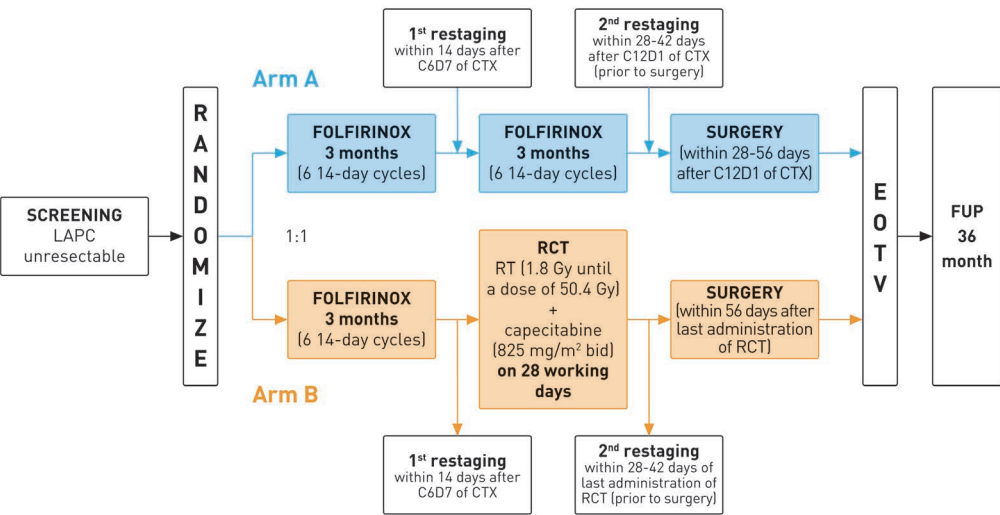 1st restaging
within 14 days after
C6D7 of CTX
2nd restaging
within 28-42 days
after C12D1 of CTX
(prior to surgery)
Arm A
SCREENING
LAPC
unresectable
RANDOMIZE
1:1
FOLFIRINOX
3 months
(6 14-day cycles)
FOLFIRINOX
3 months
(6 14-day cycles)
SURGERY
(within 28-56 days
after C12D1 of CTX)
FOLFIRINOX
3 months
(6 14-day cycles)
RCT
RT (1.8 Gy until
a dose of 50.4 Gy)
+
capecitabine
(825 mg/m² bid)
on 28 working
days
SURGERY
(within 56 days after
last administration
of RCT)
EOTV
FUP
36
month
Arm B
1st restaging
within 14 days after
C6D7 of CTX
2nd restaging
within 28-42 days of
last administration of
RCT (prior to surgery)